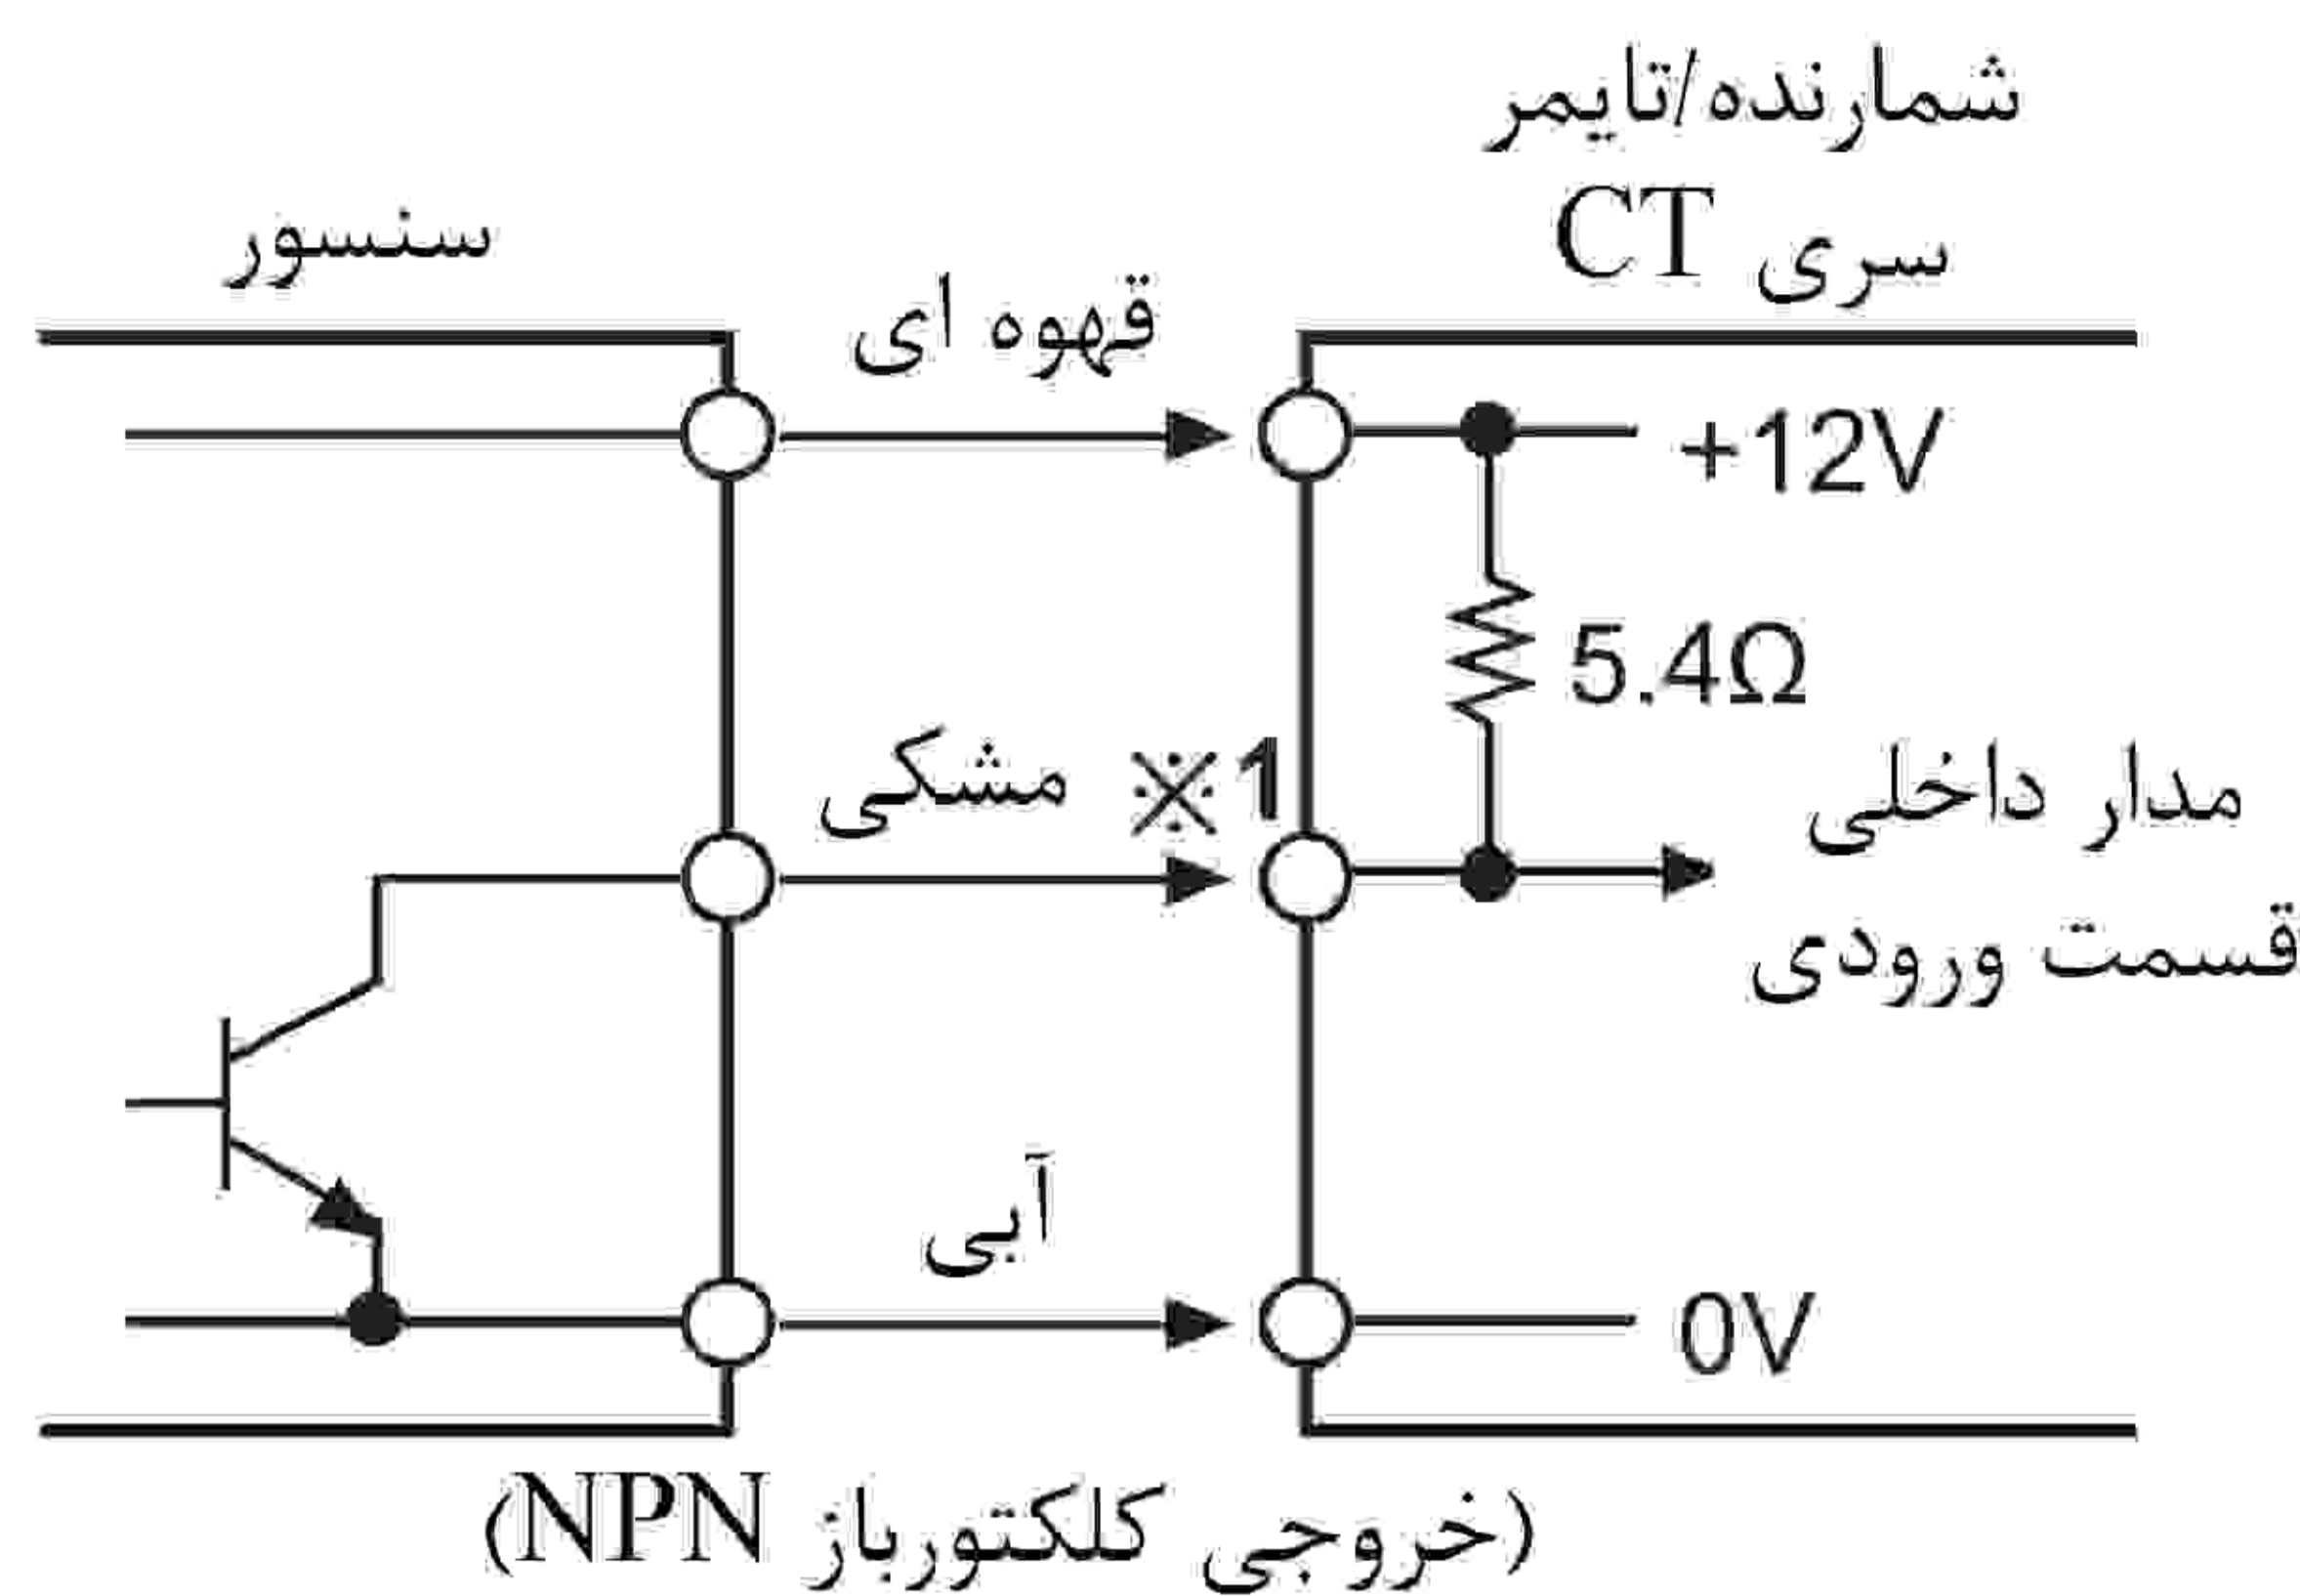 شمارنده/تایمر
سری CT
سنسور
قهوه ای
+12V
5.4Ω
مشکی ※1
مدار داخلی
قسمت ورودی
آبی
0V
(خروجی کلکتورباز NPN)